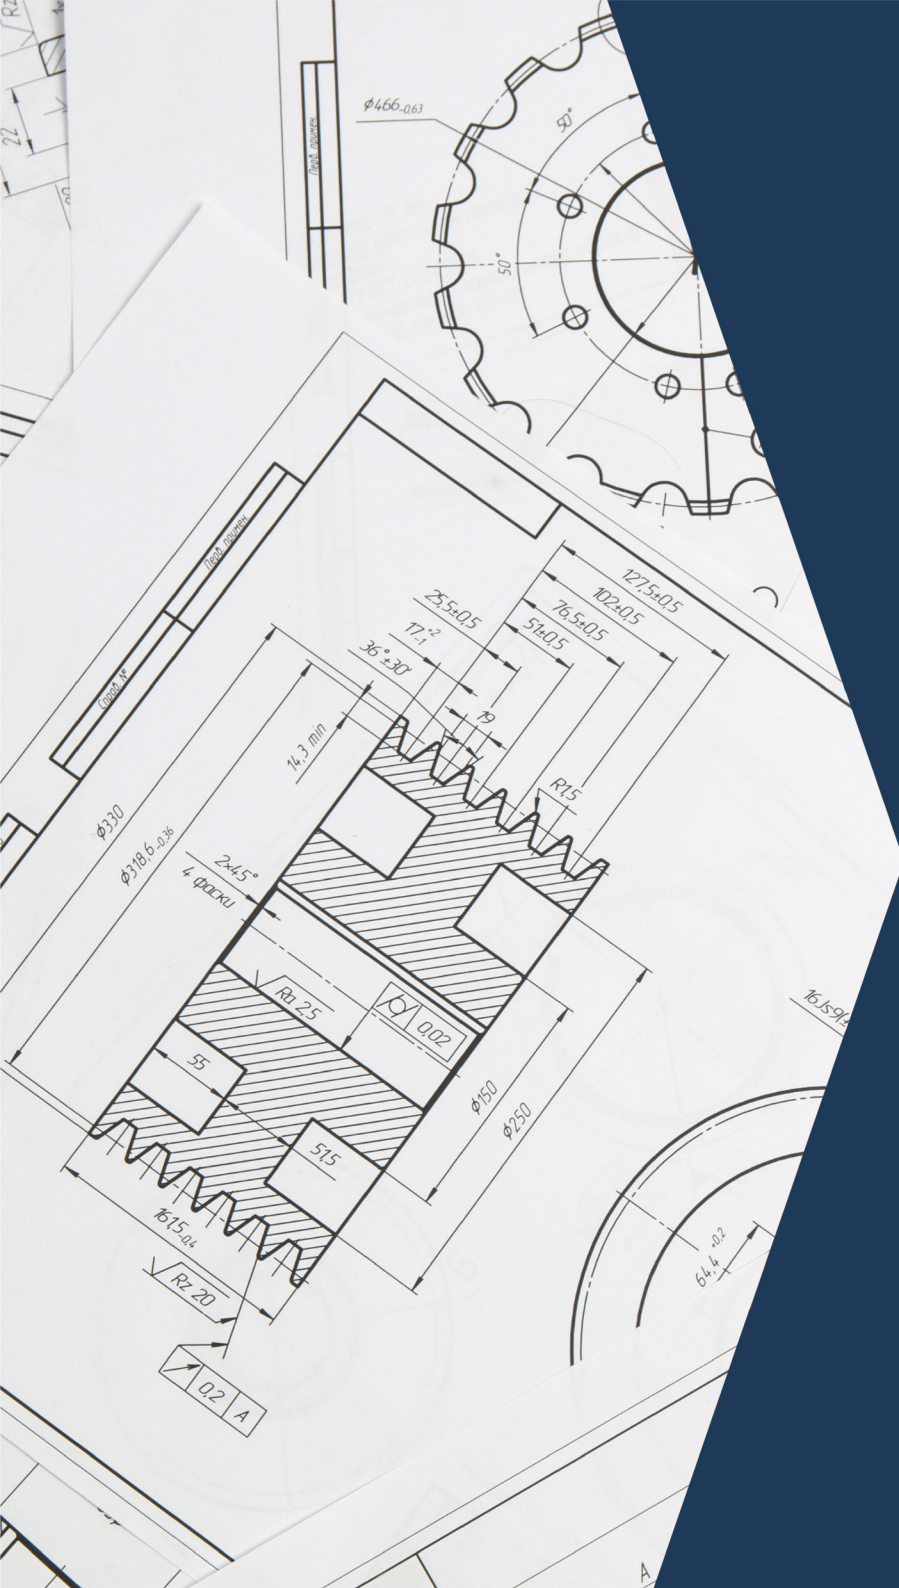 √Rz
22
Перв. примен.
ϕ466₋₀,₆₃
50°
50°
Перв. примен.
Справ. №
127,5±0,5
102±0,5
76,5±0,5
51±0,5
25,5±0,5
17₋₁⁺²
36°±30'
19
14,3 min
R1,5
ϕ330
ϕ318,6₋₀,₃₆
2×45°
4 фаски
√Ra 2,5
0,02
16Js9(±
55
51,5
ϕ150
ϕ250
161,5₋₀,₄
√Rz 20
0,2 A
64,4⁺⁰,²
A